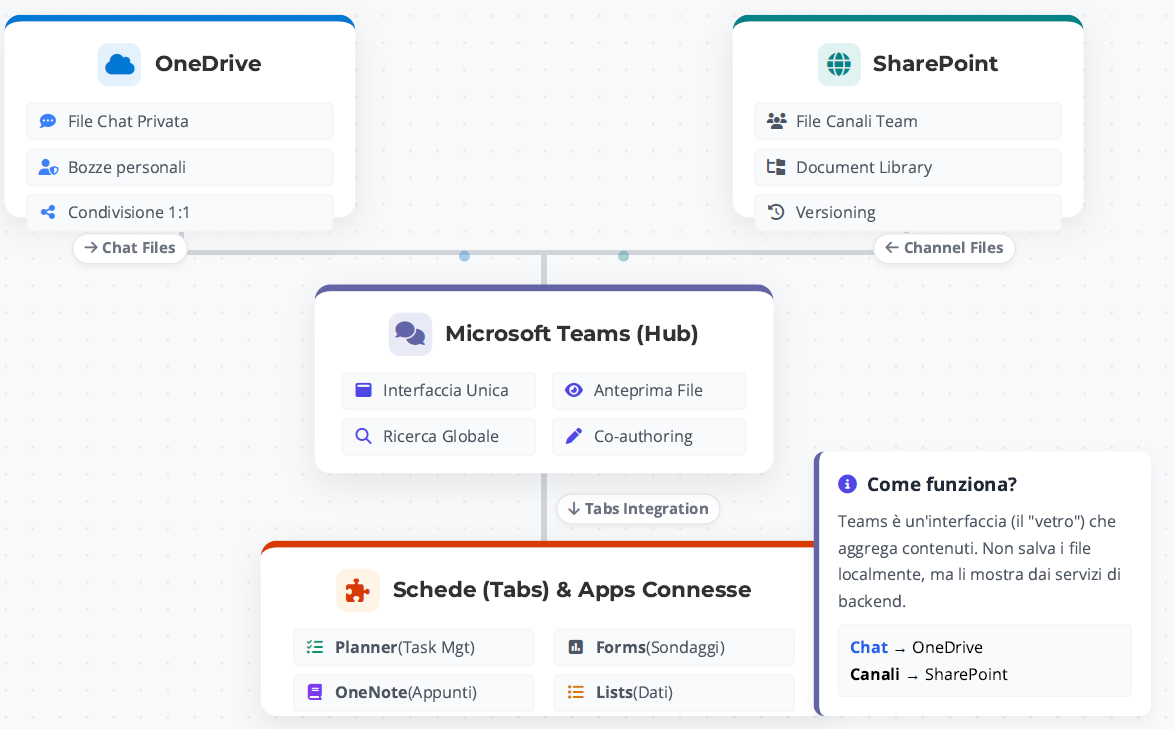 OneDrive
File Chat Privata
Bozze personali
Condivisione 1:1
SharePoint
File Canali Team
Document Library
Versioning
→ Chat Files
← Channel Files
Microsoft Teams (Hub)
Interfaccia Unica
Anteprima File
Ricerca Globale
Co-authoring
↓ Tabs Integration
Schede (Tabs) & Apps Connesse
Planner(Task Mgt)
Forms(Sondaggi)
OneNote(Appunti)
Lists(Dati)
Come funziona?
Teams è un'interfaccia (il "vetro") che
aggrega contenuti. Non salva i file
localmente, ma li mostra dai servizi di
backend.
Chat → OneDrive
Canali → SharePoint